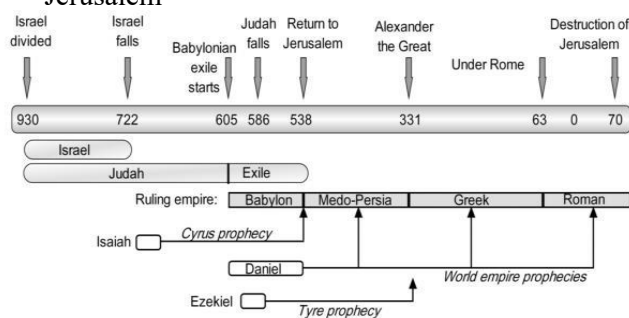 Jerusalem
Israel divided
Israel falls
Babylonian exile starts
Judah falls
Return to Jerusalem
Alexander the Great
Under Rome
Destruction of Jerusalem
930 722 605 586 538 331 63 0 70
Israel
Judah Exile
Ruling empire: Babylon Medo-Persia Greek Roman
Isaiah Cyrus prophecy
Daniel World empire prophecies
Ezekiel Tyre prophecy